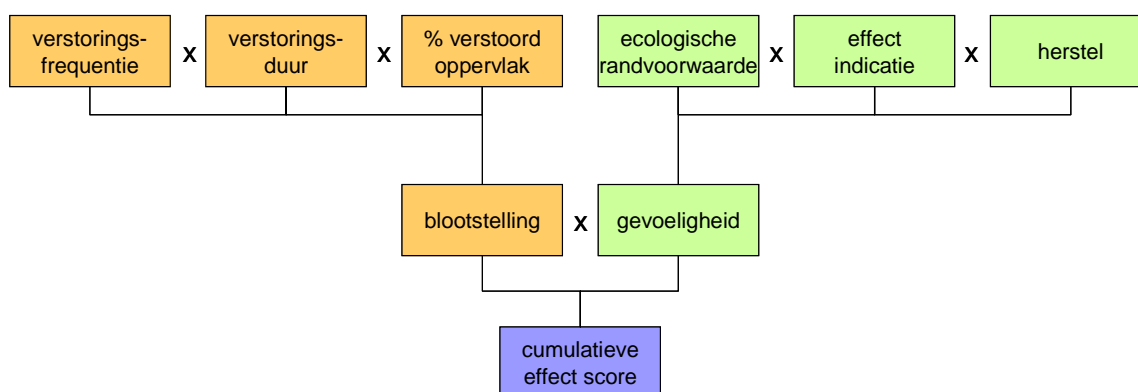 verstorings-
frequentie
X
verstorings-
duur
X
% verstoord
oppervlak
ecologische
randvoorwaarde
X
effect
indicatie
X
herstel
blootstelling
X
gevoeligheid
cumulatieve
effect score